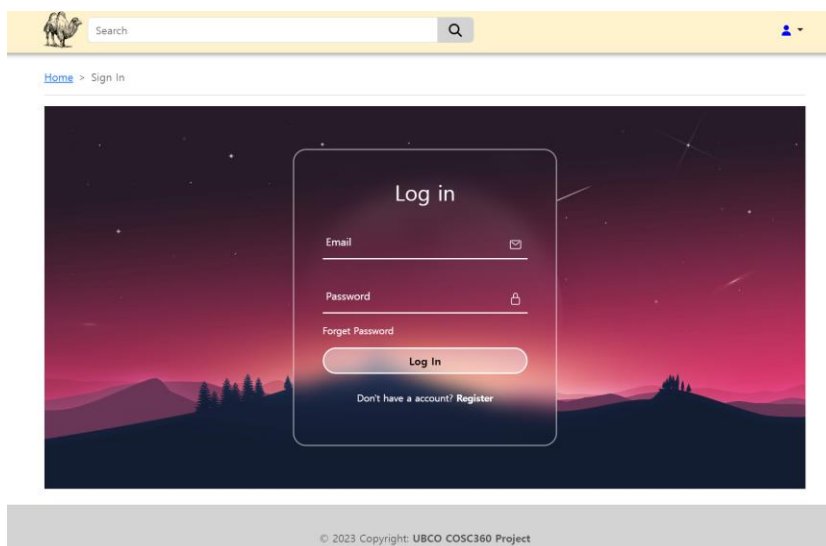 Search
Home > Sign In
Log in
Email
Password
Forget Password
Log In
Don't have a account? Register
© 2023 Copyright: UBCO COSC360 Project